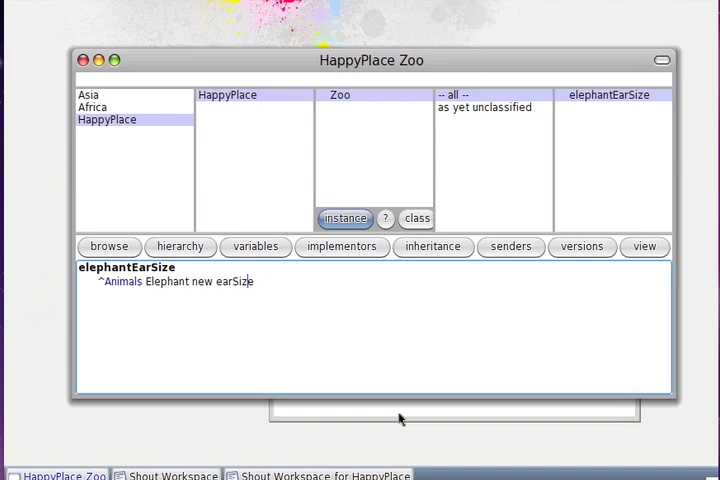 HappyPlace Zoo
Asia
Africa
HappyPlace
HappyPlace
Zoo
instance ? class
-- all --
as yet unclassified
elephantEarSize
browse hierarchy variables implementors inheritance senders versions view
elephantEarSize
^Animals Elephant new earSize
HappyPlace Zoo Shout Workspace Shout Workspace for HappyPlace